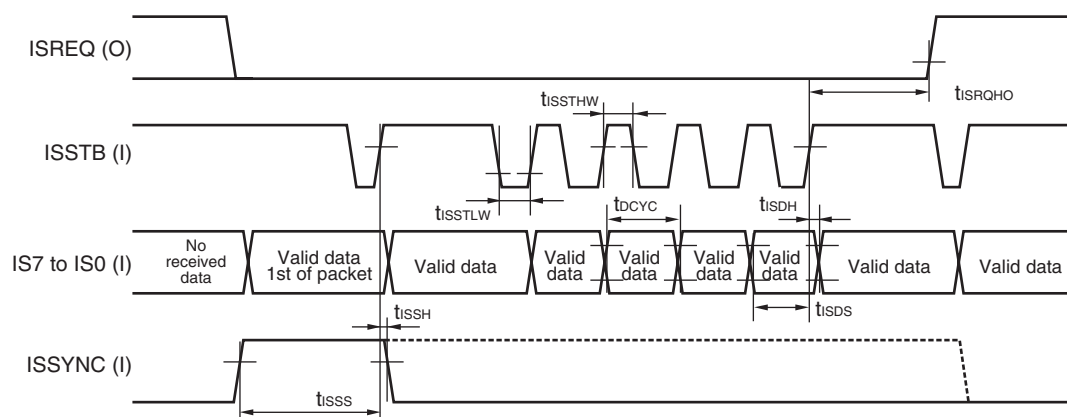 ISREQ (O)
tISRQHO
tISSTHW
ISSTB (I)
tISSTLW
tDCYC
tISDH
IS7 to IS0 (I)
No
received
data
Valid data
1st of packet
Valid data
Valid
data
Valid
data
Valid
data
Valid
data
Valid data
Valid data
tISSH
tISDS
ISSYNC (I)
tISSS